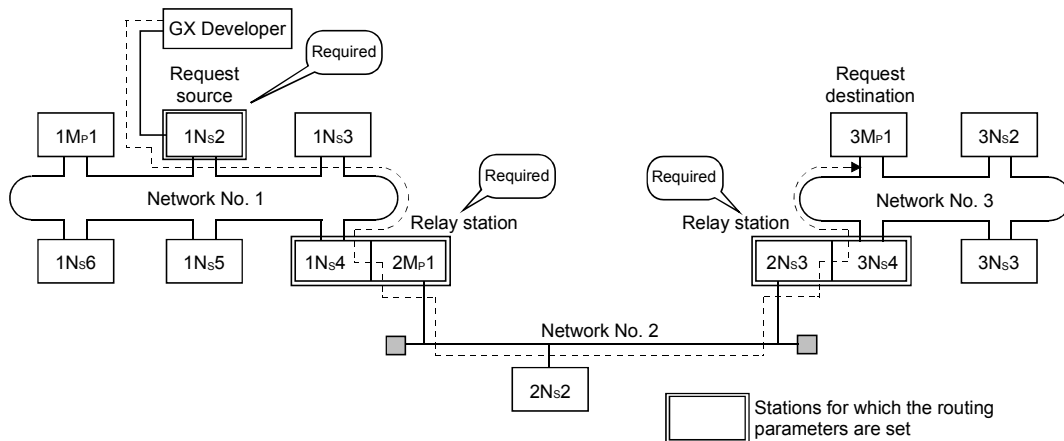 GX Developer
Required
Request
source
Request
destination
1MP1
1NS2
1NS3
3MP1
3NS2
Network No. 1
Required
Required
Network No. 3
Relay station
Relay station
1NS6
1NS5
1NS4
2MP1
2NS3
3NS4
3NS3
Network No. 2
2NS2
Stations for which the routing
parameters are set